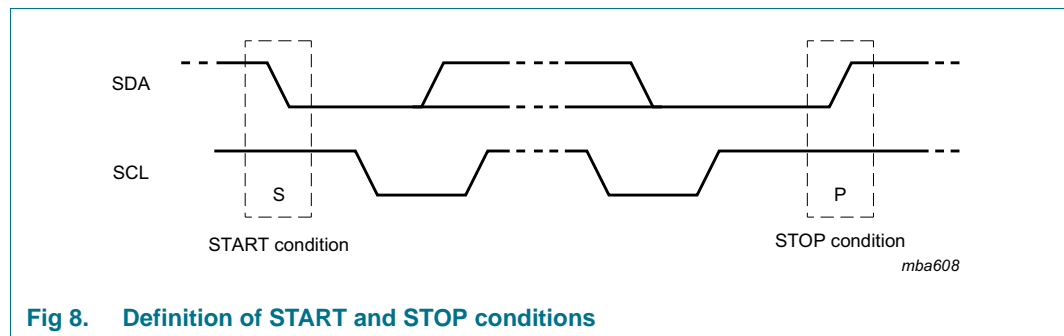 SDA
SCL
S
P
START condition
STOP condition
mba608
Fig 8. Definition of START and STOP conditions